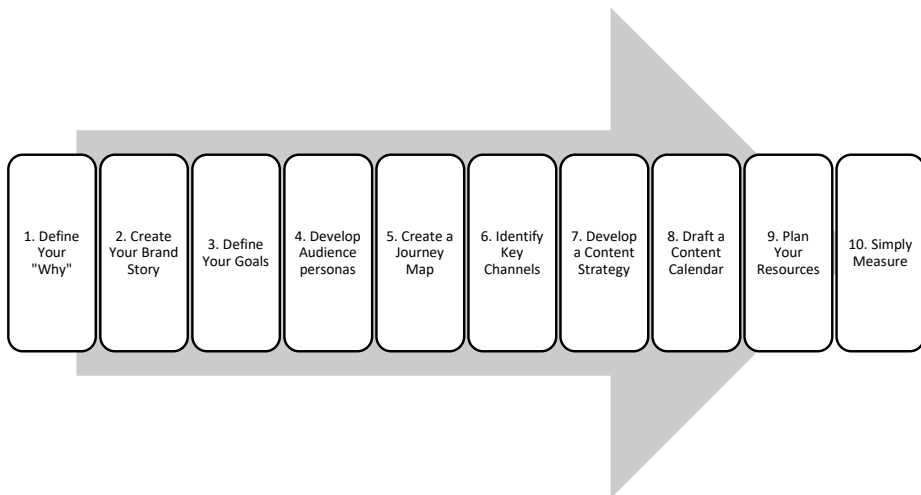 1. Define
Your
"Why"
2. Create
Your Brand
Story
3. Define
Your Goals
4. Develop
Audience
personas
5. Create a
Journey
Map
6. Identify
Key
Channels
7. Develop
a Content
Strategy
8. Draft a
Content
Calendar
9. Plan
Your
Resources
10. Simply
Measure